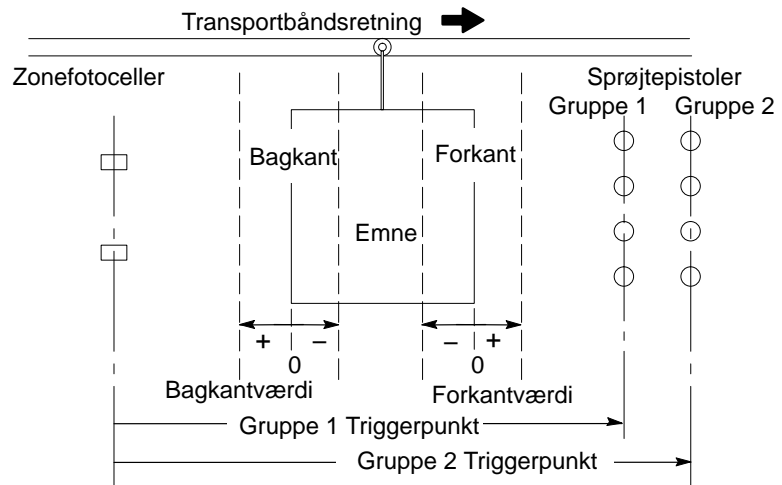 Transportbåndsretning
Zonefotoceller
Sprøjtepistoler
Gruppe 1
Gruppe 2
Bagkant
Forkant
Emne
+ – – +
0 0
Bagkantværdi
Forkantværdi
Gruppe 1 Triggerpunkt
Gruppe 2 Triggerpunkt